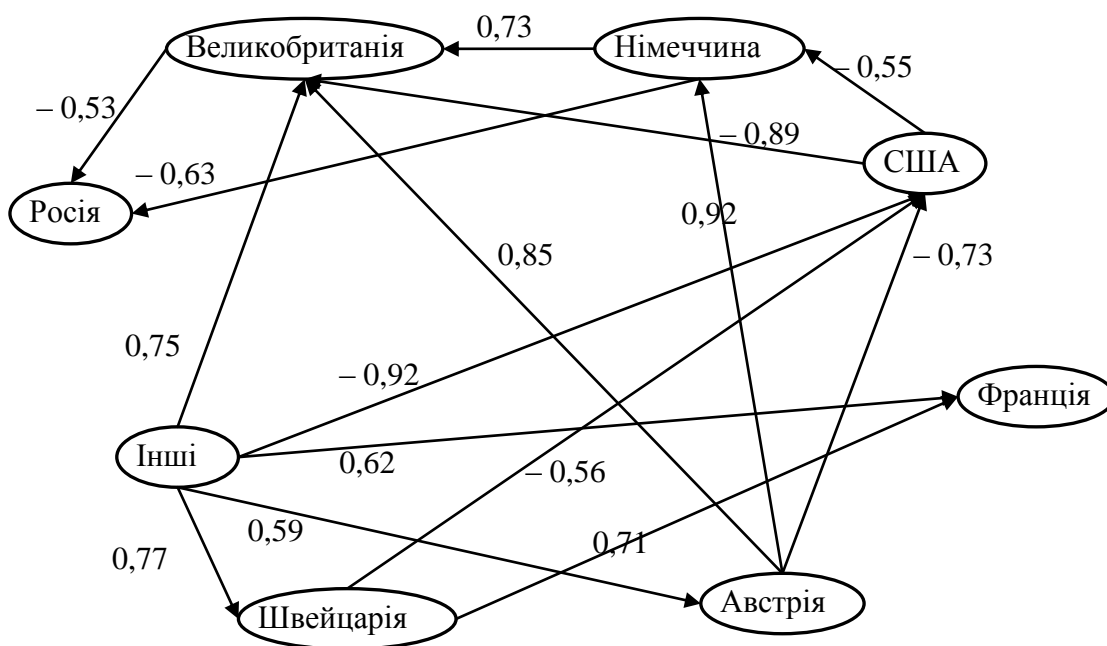 Великобританія
0,73
Німеччина
– 0,55
– 0,53
– 0,89
США
– 0,63
Росія
0,92
0,85
– 0,73
0,75
– 0,92
Франція
Інші
0,62
– 0,56
0,59
0,71
0,77
Швейцарія
Австрія